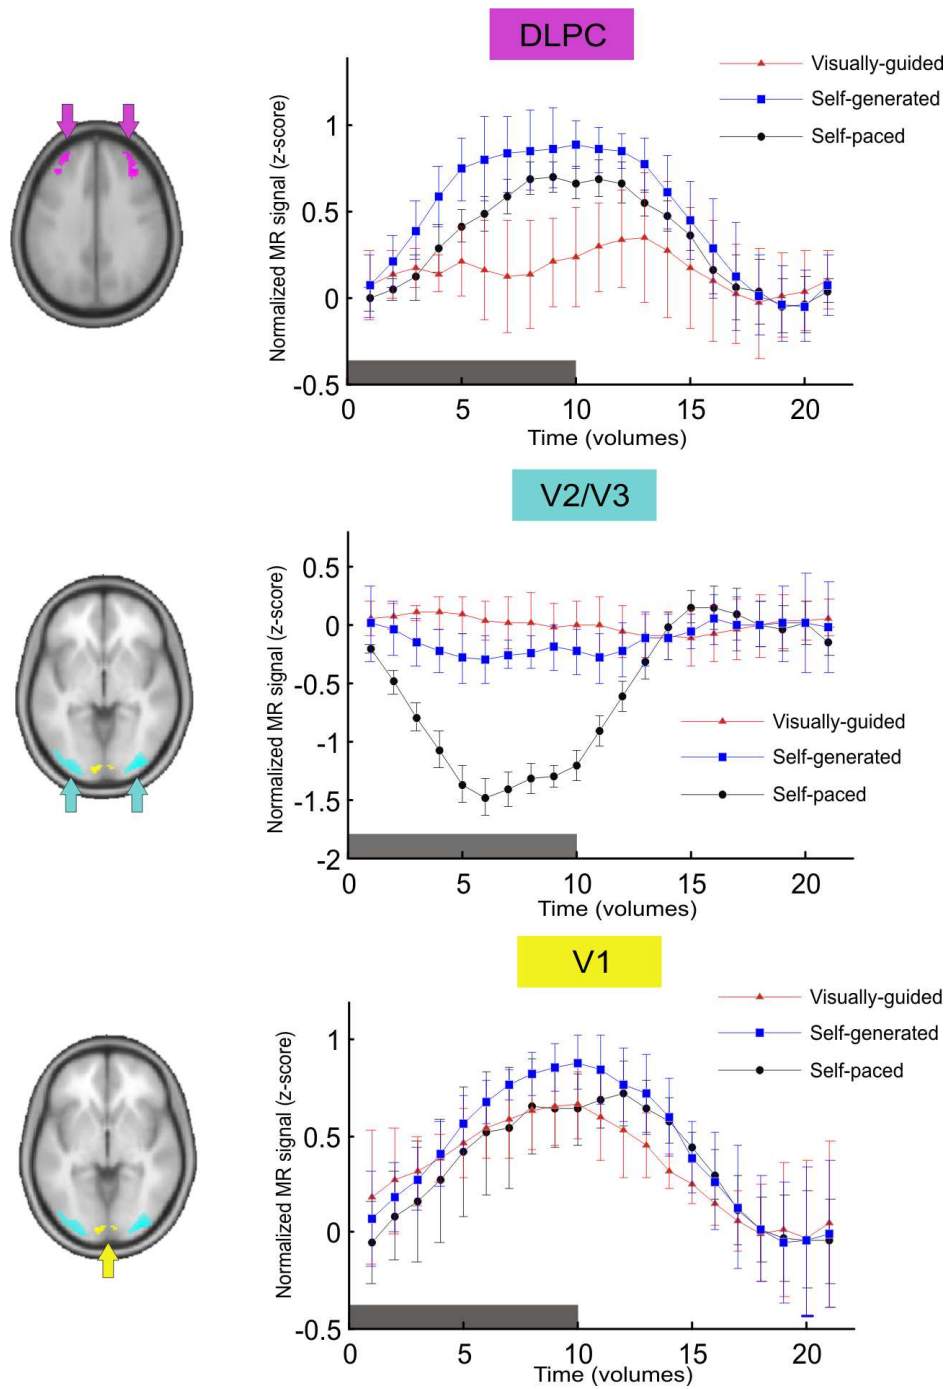 DLPC
Visually-guided
Self-generated
Self-paced
Normalized MR signal (z-score)
1
0.5
0
-0.5
0 5 10 15 20
Time (volumes)
V2/V3
Normalized MR signal (z-score)
0.5
0
-0.5
-1
-1.5
-2
Visually-guided
Self-generated
Self-paced
0 5 10 15 20
Time (volumes)
V1
Visually-guided
Self-generated
Self-paced
Normalized MR signal (z-score)
1
0.5
0
-0.5
0 5 10 15 20
Time (volumes)